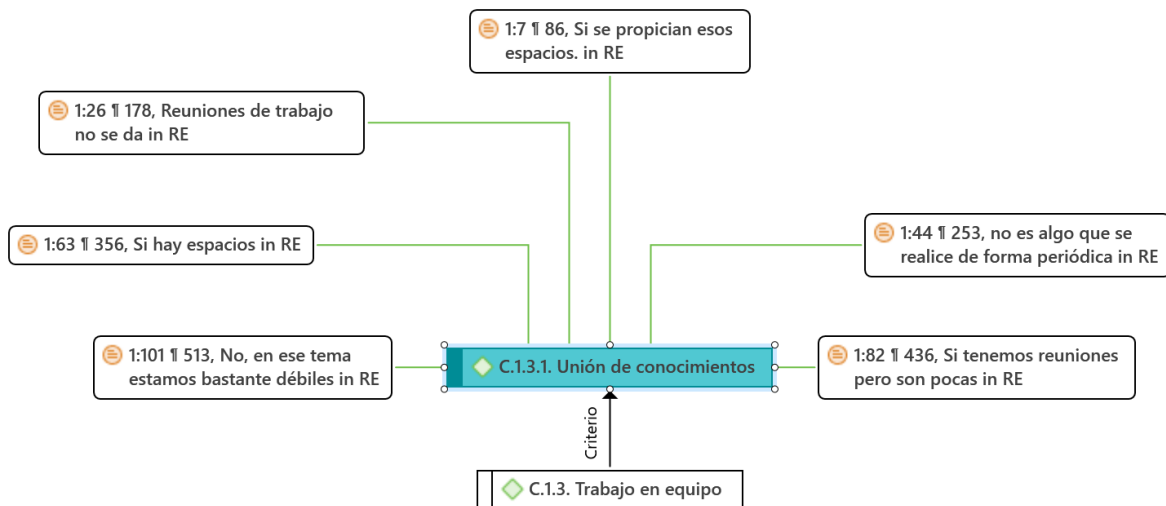 1:7 ¶ 86, Si se propician esos
espacios. in RE
1:26 ¶ 178, Reuniones de trabajo
no se da in RE
1:63 ¶ 356, Si hay espacios in RE
1:44 ¶ 253, no es algo que se
realice de forma periódica in RE
1:101 ¶ 513, No, en ese tema
estamos bastante débiles in RE
C.1.3.1. Unión de conocimientos
1:82 ¶ 436, Si tenemos reuniones
pero son pocas in RE
Criterio
C.1.3. Trabajo en equipo